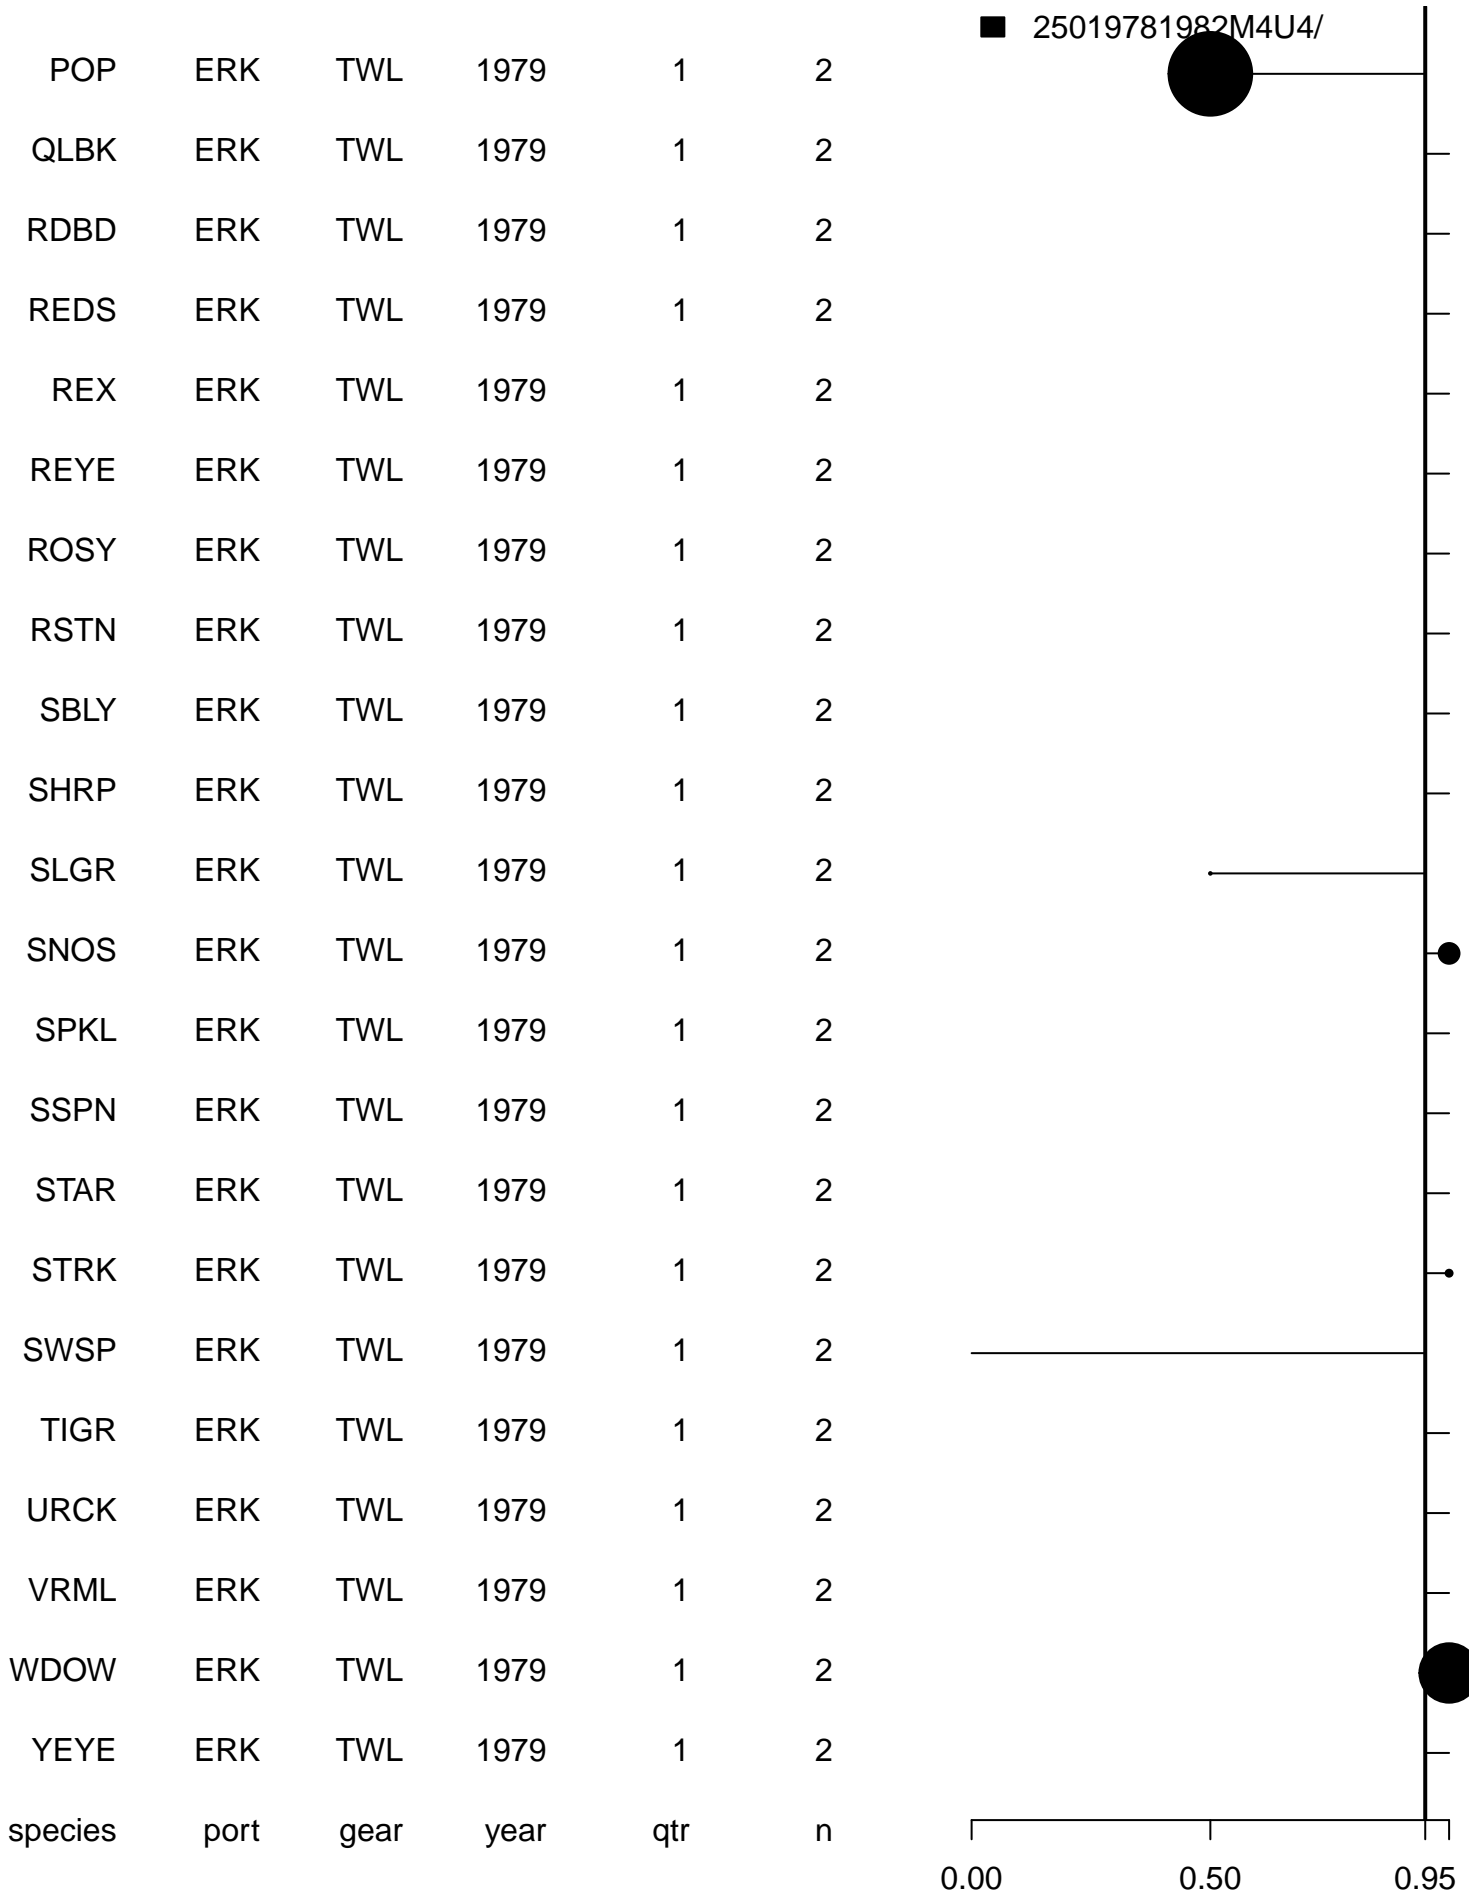 25019781982M4U4/
POP ERK TWL 1979 1 2
QLBK ERK TWL 1979 1 2
RDBD ERK TWL 1979 1 2
REDS ERK TWL 1979 1 2
REX ERK TWL 1979 1 2
REYE ERK TWL 1979 1 2
ROSY ERK TWL 1979 1 2
RSTN ERK TWL 1979 1 2
SBLY ERK TWL 1979 1 2
SHRP ERK TWL 1979 1 2
SLGR ERK TWL 1979 1 2
SNOS ERK TWL 1979 1 2
SPKL ERK TWL 1979 1 2
SSPN ERK TWL 1979 1 2
STAR ERK TWL 1979 1 2
STRK ERK TWL 1979 1 2
SWSP ERK TWL 1979 1 2
TIGR ERK TWL 1979 1 2
URCK ERK TWL 1979 1 2
VRML ERK TWL 1979 1 2
WDOW ERK TWL 1979 1 2
YEYE ERK TWL 1979 1 2
species port gear year qtr n
0.00 0.50 0.95